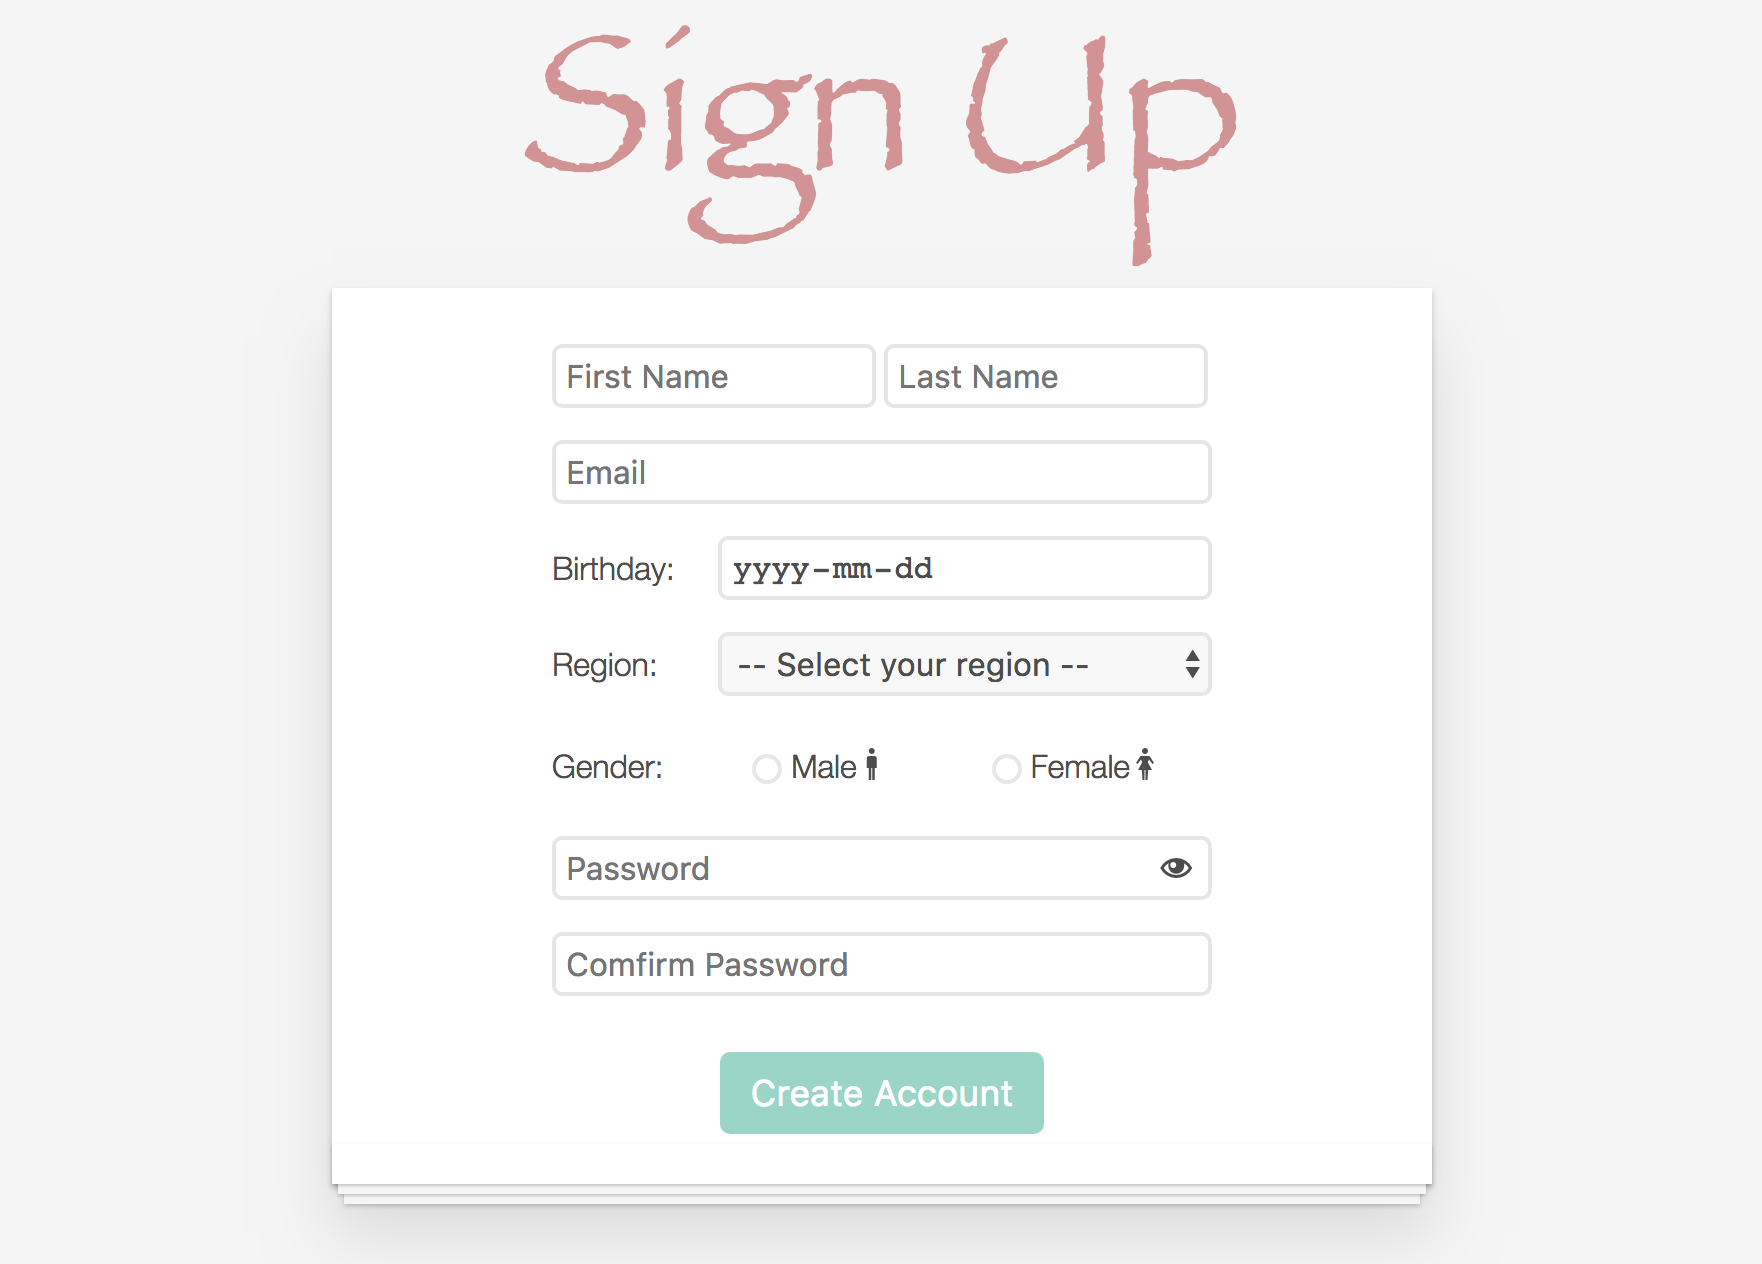 Sign Up
First Name Last Name
Email
Birthday: yyyy-mm-dd
Region: -- Select your region --
Gender: Male Female
Password
Comfirm Password
Create Account